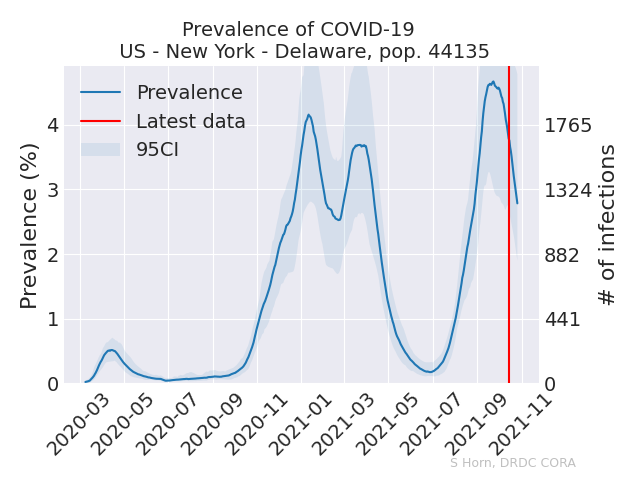 Prevalence of COVID-19
US - New York - Delaware, pop. 44135
Prevalence
Latest data
95CI
Prevalence (%)
4
3
2
1
0
1765
1324
882
441
0
# of infections
2020-03
2020-05
2020-07
2020-09
2020-11
2021-01
2021-03
2021-05
2021-07
2021-09
2021-11
S Horn, DRDC CORA